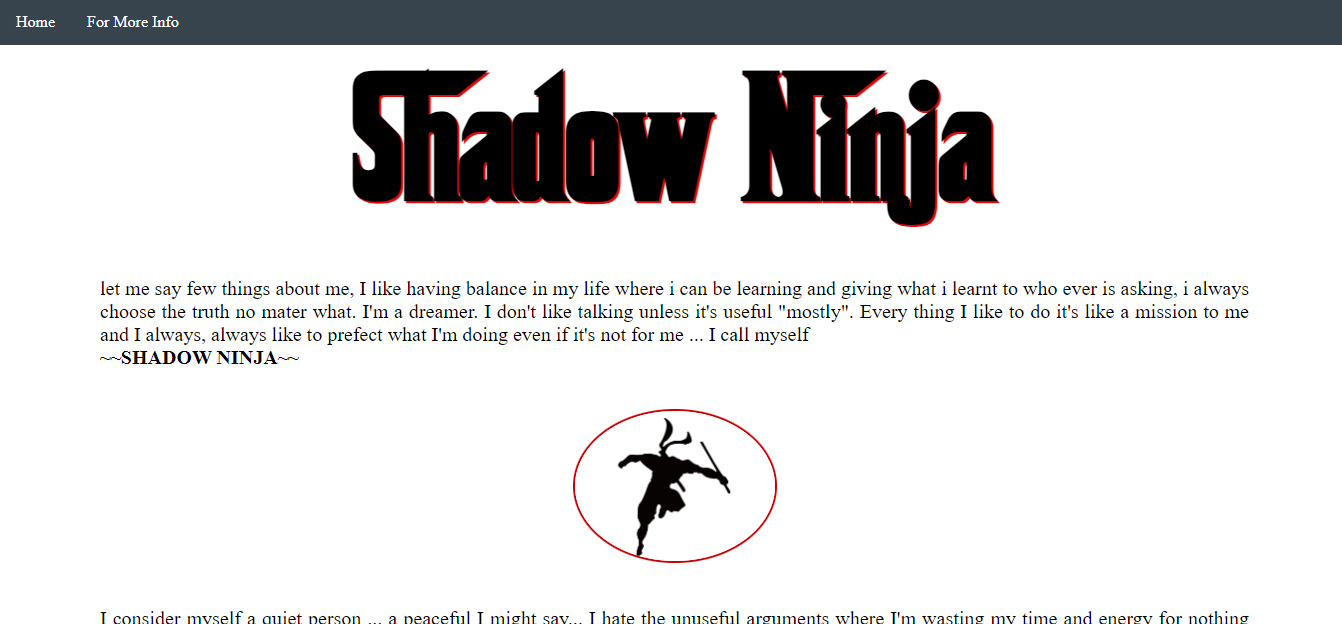 Home For More Info
Shadow Ninja
let me say few things about me, I like having balance in my life where i can be learning and giving what i learnt to who ever is asking, i always
choose the truth no mater what. I'm a dreamer. I don't like talking unless it's useful "mostly". Every thing I like to do it's like a mission to me
and I always, always like to prefect what I'm doing even if it's not for me ... I call myself
~~SHADOW NINJA~~
I consider myself a quiet person ... a peaceful I might say... I hate the unuseful arguments where I'm wasting my time and energy for nothing